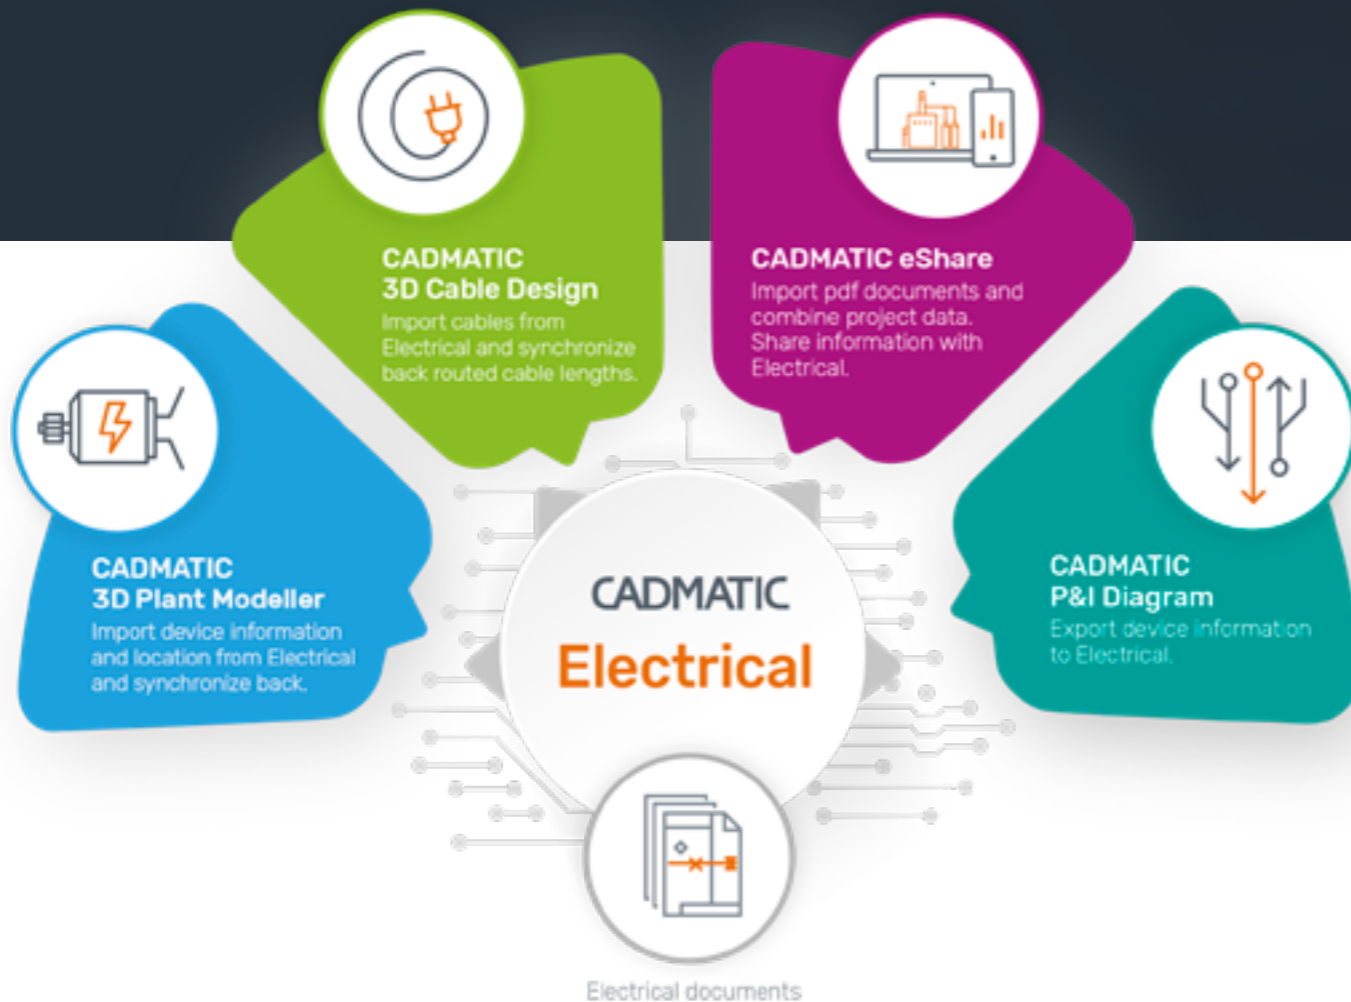 CADMATIC
3D Cable Design
Import cables from
Electrical and synchronize
back routed cable lengths.
CADMATIC eShare
Import pdf documents and
combine project data.
Share information with
Electrical.
CADMATIC
3D Plant Modeller
Import device information
and location from Electrical
and synchronize back.
CADMATIC
P&I Diagram
Export device information
to Electrical.
CADMATIC
Electrical
Electrical documents